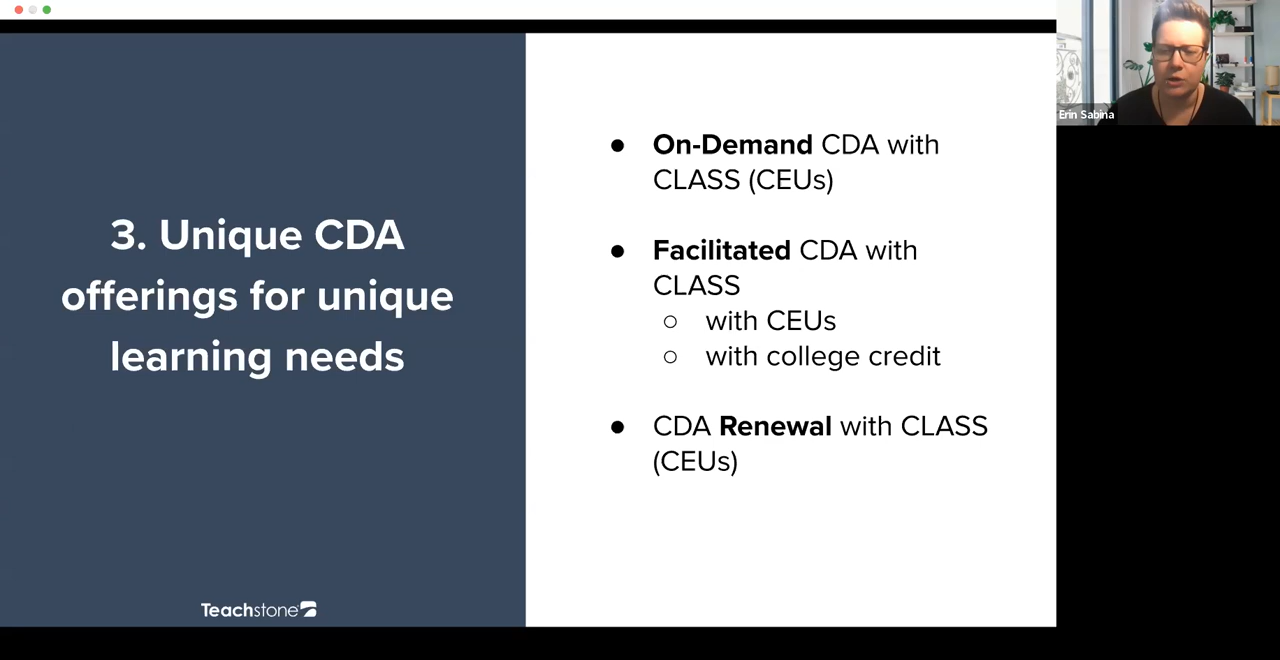 3. Unique CDA
offerings for unique
learning needs
● On-Demand CDA with
CLASS (CEUs)
● Facilitated CDA with
CLASS
○ with CEUs
○ with college credit
● CDA Renewal with CLASS
(CEUs)
Teachstone
Erin Sabina